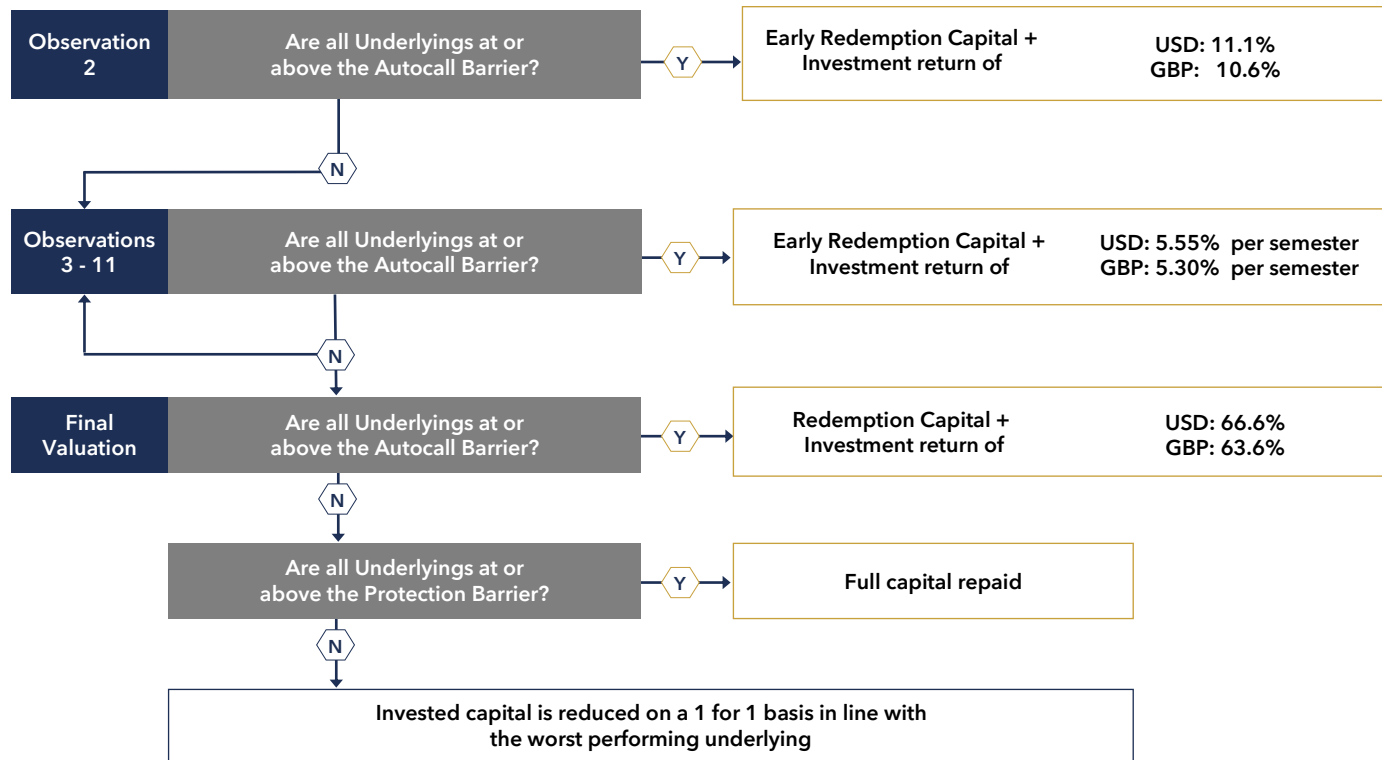 Observation
2
Are all Underlyings at or
above the Autocall Barrier?
Y
Early Redemption Capital +
Investment return of
USD: 11.1%
GBP: 10.6%
N
Observations
3 - 11
Are all Underlyings at or
above the Autocall Barrier?
Y
Early Redemption Capital +
Investment return of
USD: 5.55% per semester
GBP: 5.30% per semester
N
Final
Valuation
Are all Underlyings at or
above the Autocall Barrier?
Y
Redemption Capital +
Investment return of
USD: 66.6%
GBP: 63.6%
N
Are all Underlyings at or
above the Protection Barrier?
Y
Full capital repaid
N
Invested capital is reduced on a 1 for 1 basis in line with
the worst performing underlying